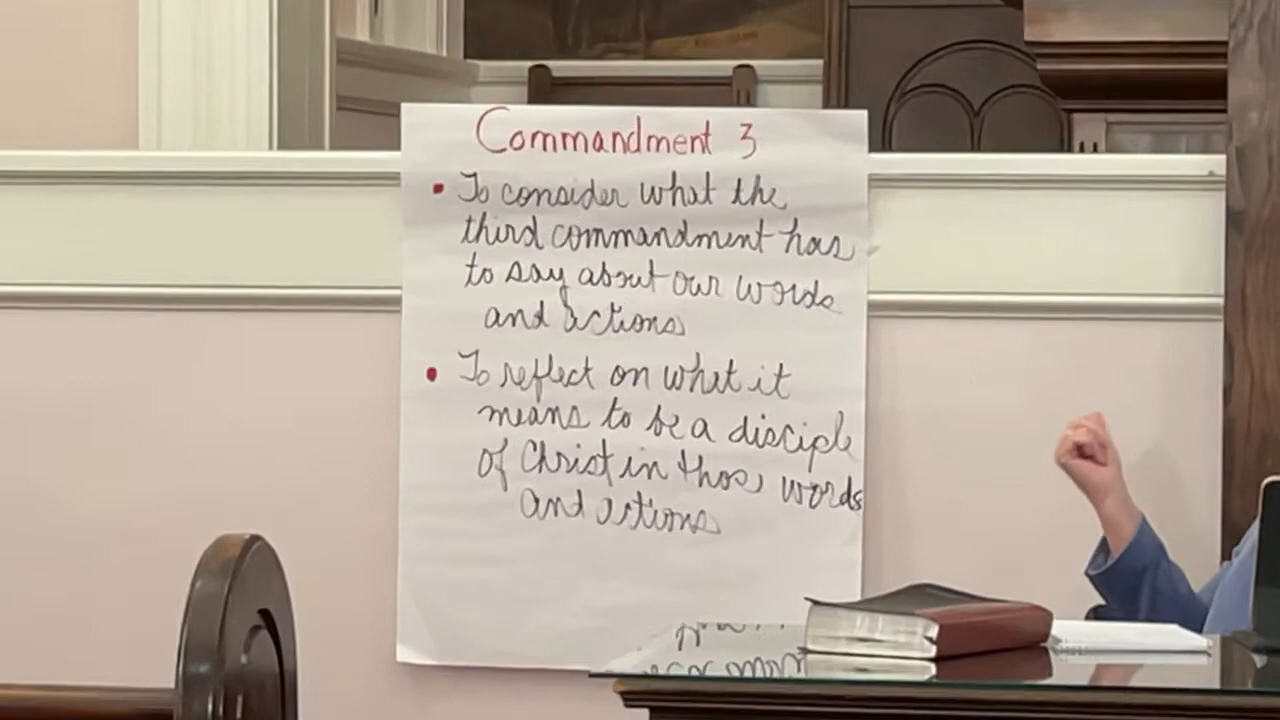 Commandment 3
• To consider what the
third commandment has
to say about our words
and actions
• To reflect on what it
means to be a disciple
of Christ in those words
and actions